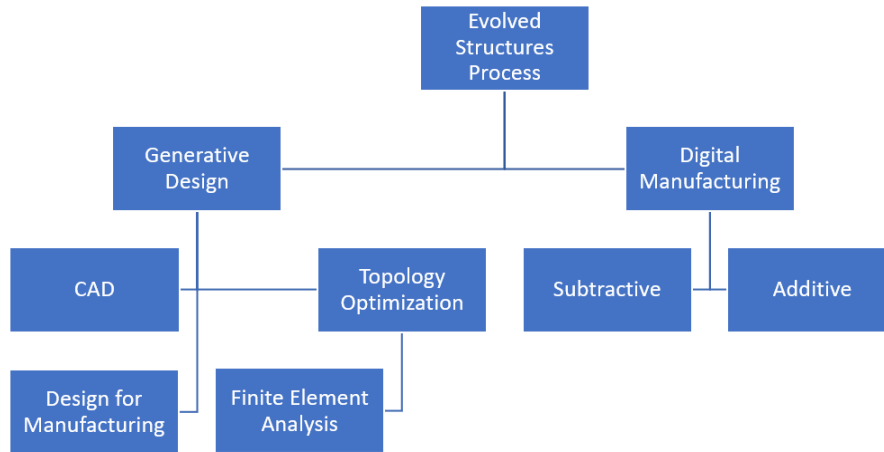 Evolved
Structures
Process
Generative
Design
Digital
Manufacturing
CAD
Topology
Optimization
Subtractive
Additive
Design for
Manufacturing
Finite Element
Analysis